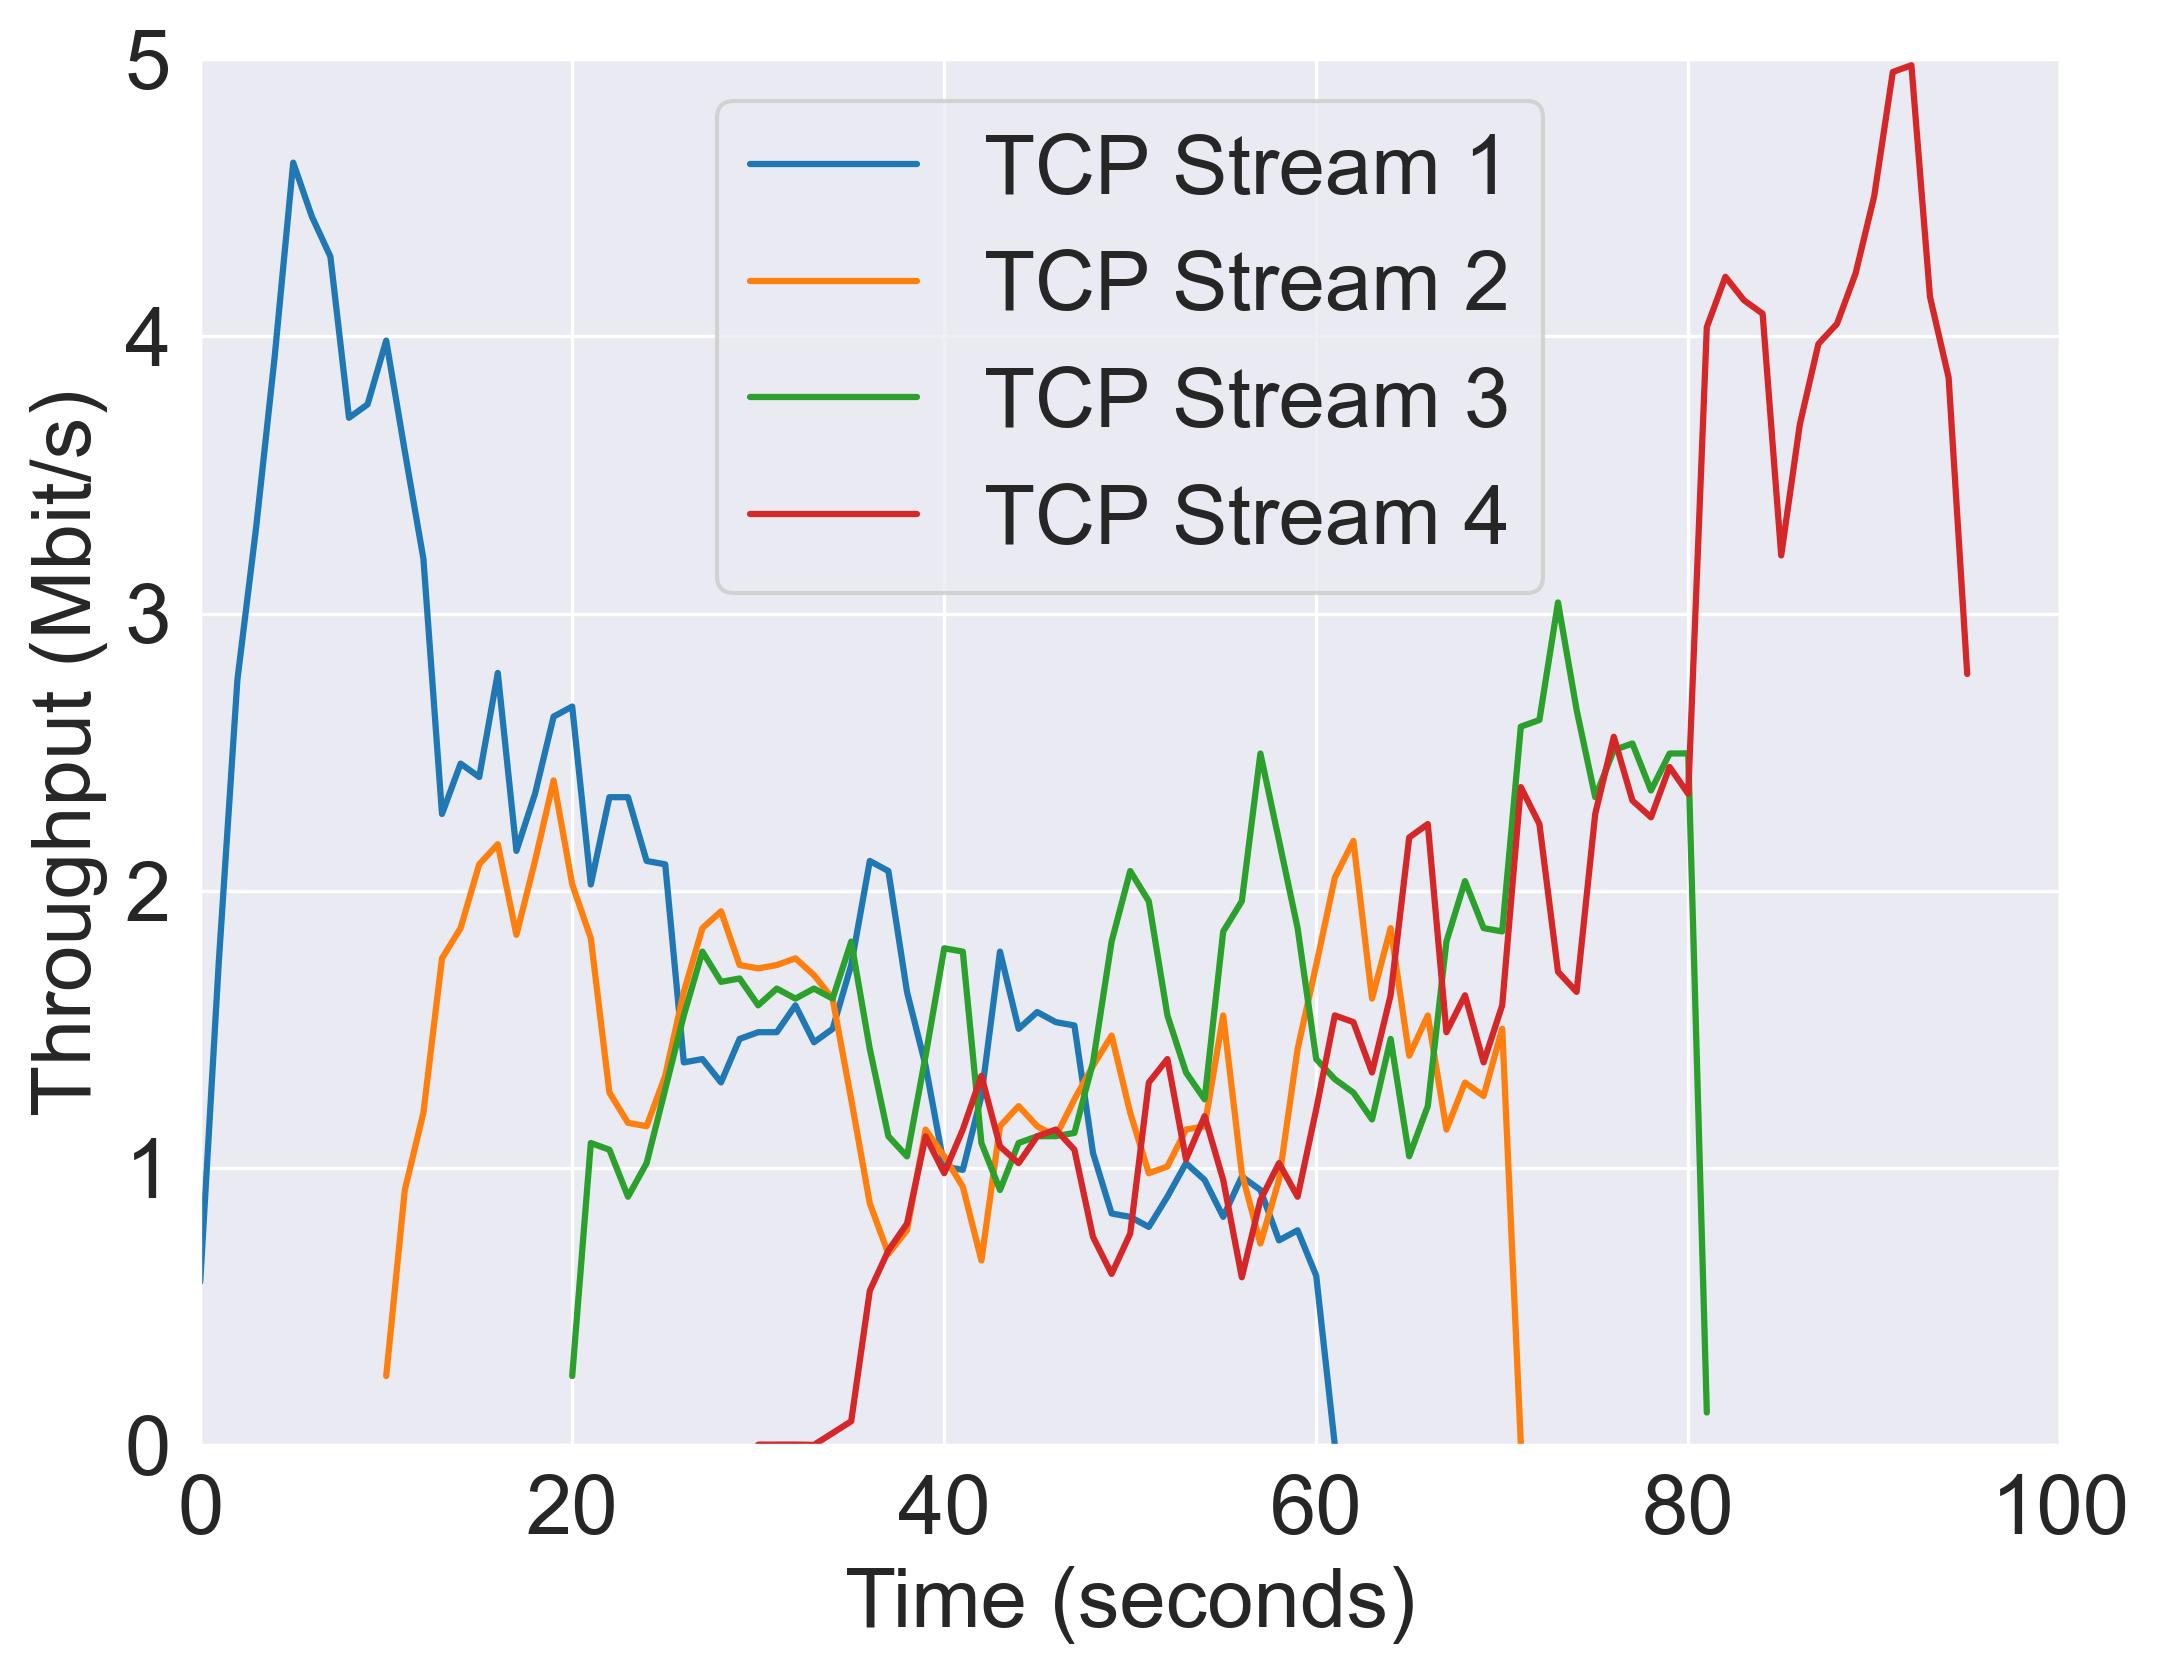 5
4
3
2
1
0
Throughput (Mbit/s)
TCP Stream 1
TCP Stream 2
TCP Stream 3
TCP Stream 4
0 20 40 60 80 100
Time (seconds)